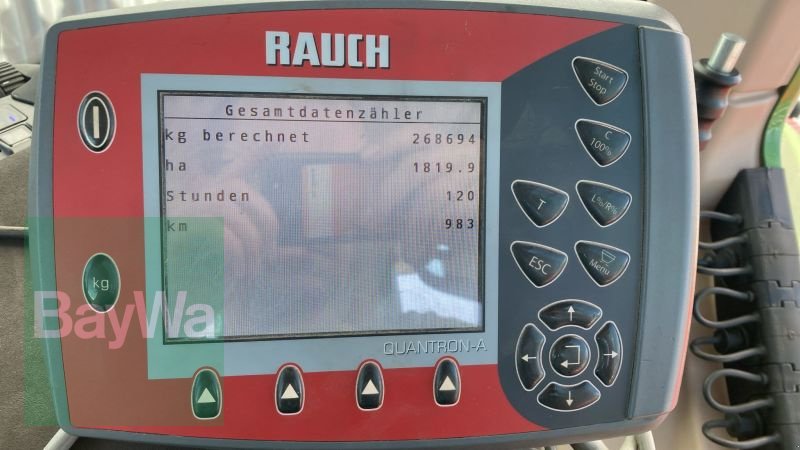 RAUCH
Gesamtdatenzähler
kg berechnet 268694
ha 1819.9
Stunden 120
km 983
Start
Stop
C
100%
T
L%/R%
ESC
Menu
kg
BayWa
QUANTRON-A